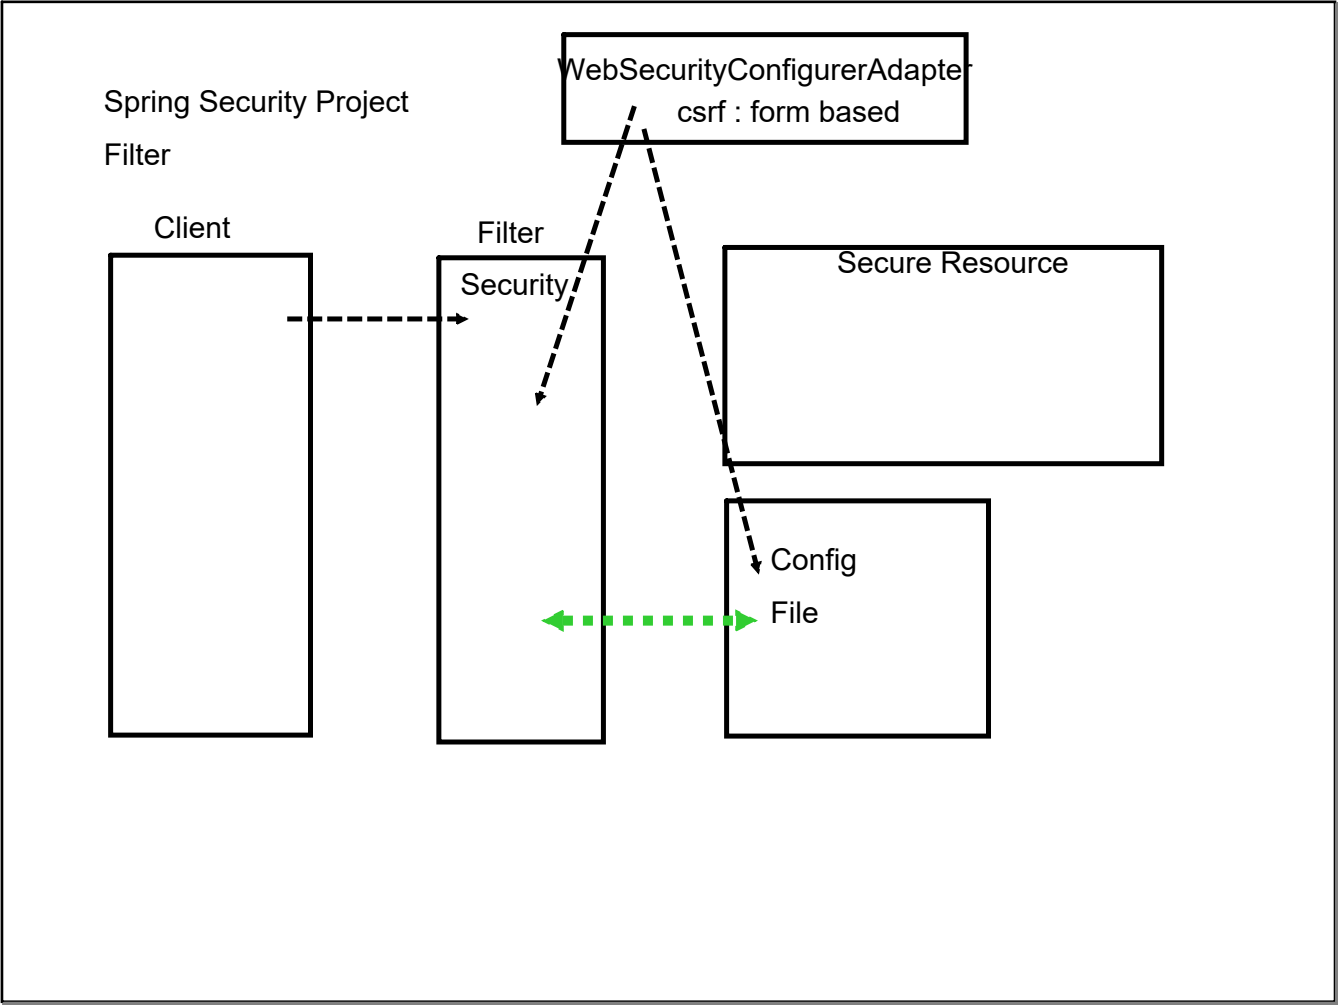 WebSecurityConfigurerAdapter
csrf : form based
Spring Security Project
Filter
Client
Filter
Security
Secure Resource
Config
File